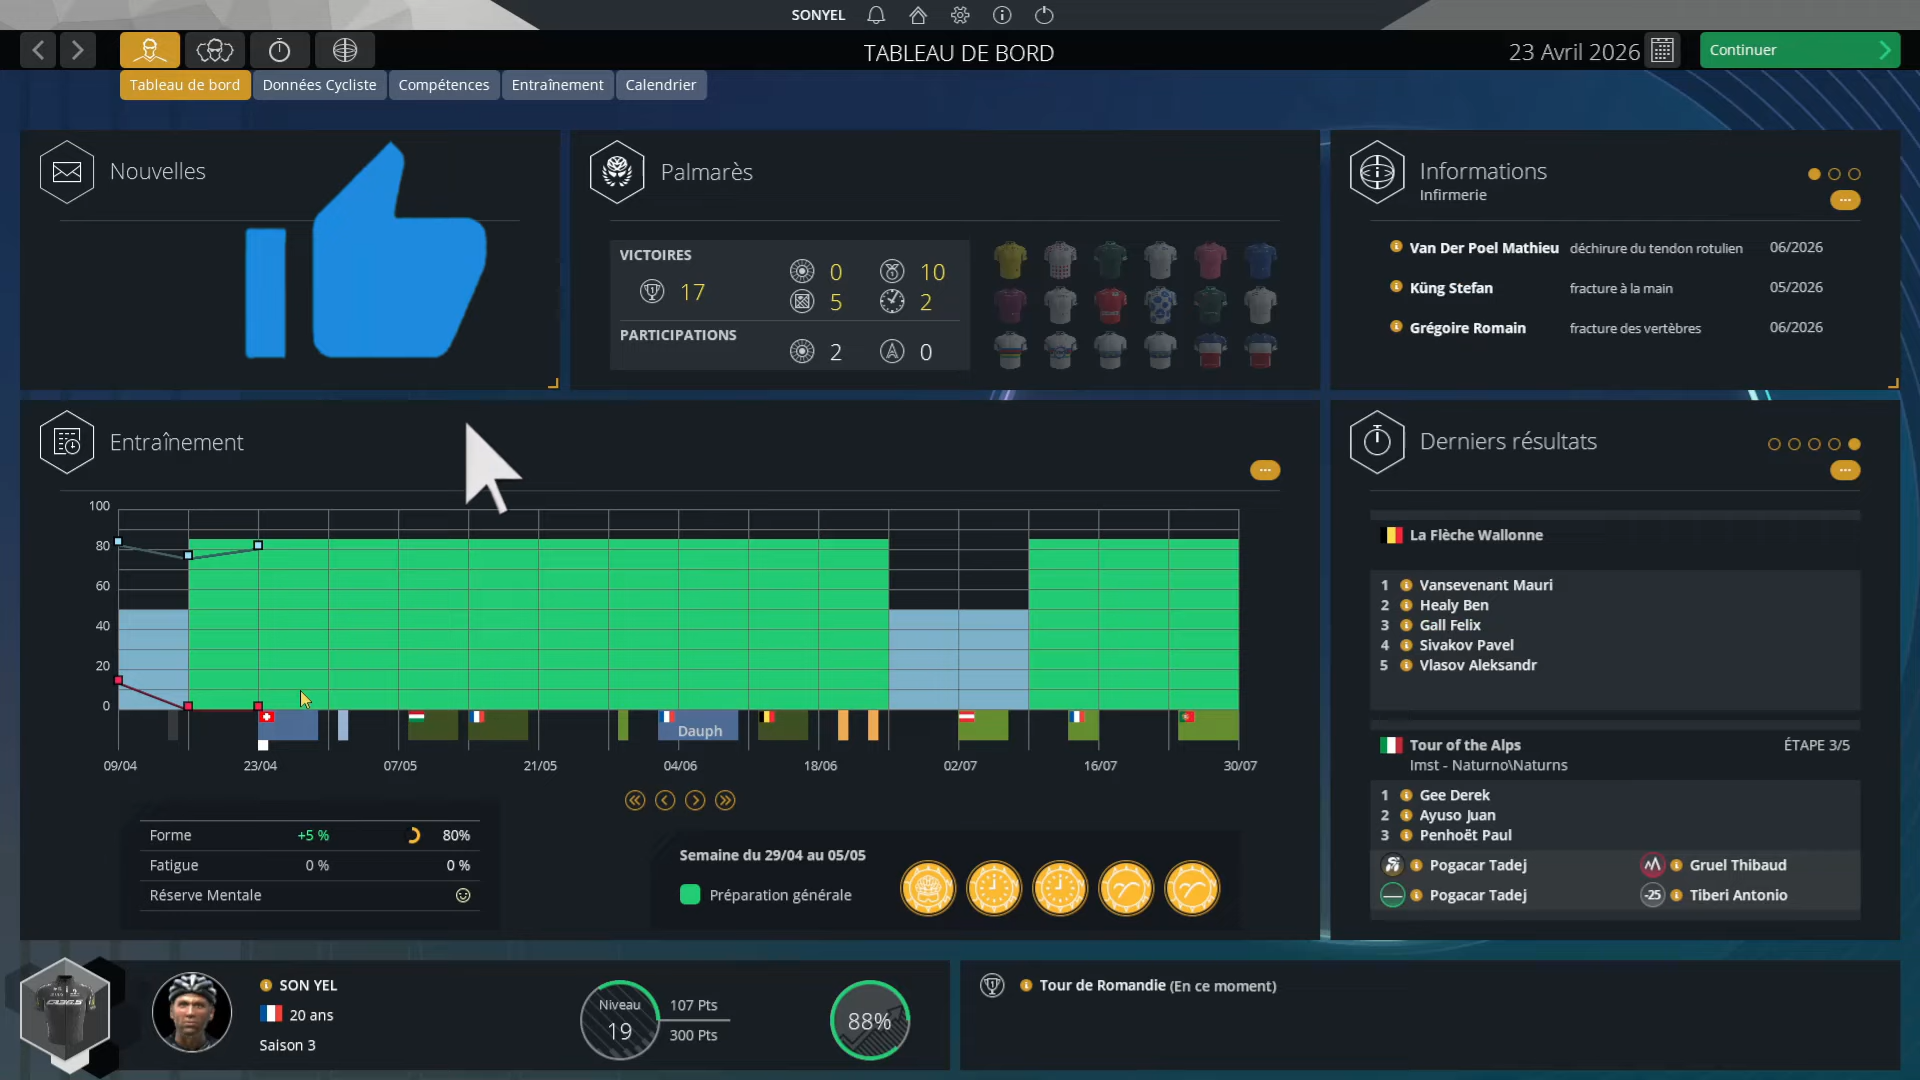 SONYEL
TABLEAU DE BORD
23 Avril 2026
Continuer
Tableau de bord
Données Cycliste
Compétences
Entraînement
Calendrier
Nouvelles
Palmarès
VICTOIRES
17
0
10
5
2
PARTICIPATIONS
2
0
Informations
Infirmerie
Van Der Poel Mathieu déchirure du tendon rotulien 06/2026
Küng Stefan fracture à la main 05/2026
Grégoire Romain fracture des vertèbres 06/2026
Entraînement
100
80
60
40
20
0
Dauph
09/04 23/04 07/05 21/05 04/06 18/06 02/07 16/07 30/07
Forme +5 % 80%
Fatigue 0 % 0 %
Réserve Mentale
Semaine du 29/04 au 05/05
Préparation générale
Derniers résultats
La Flèche Wallonne
1 Vansevenant Mauri
2 Healy Ben
3 Gall Felix
4 Sivakov Pavel
5 Vlasov Aleksandr
Tour of the Alps ÉTAPE 3/5
Imst - Naturno\Naturns
1 Gee Derek
2 Ayuso Juan
3 Penhoët Paul
Pogacar Tadej Gruel Thibaud
Pogacar Tadej -25 Tiberi Antonio
SON YEL
20 ans
Saison 3
Niveau
19
107 Pts
300 Pts
88%
Tour de Romandie (En ce moment)